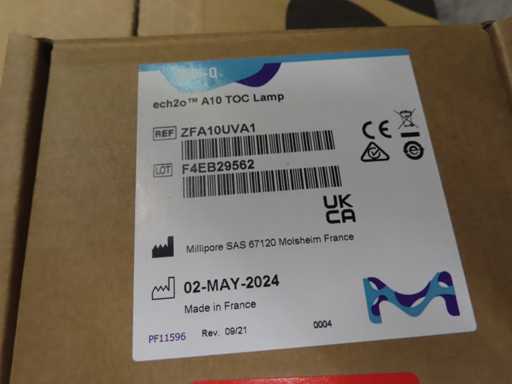 -Q
ech2o™ A10 TOC Lamp
REF ZFA10UVA1
LOT F4EB29562
CE
UK
CA
Millipore SAS 67120 Molsheim France
02-MAY-2024
Made in France
PF11596 Rev. 09/21 0004
M